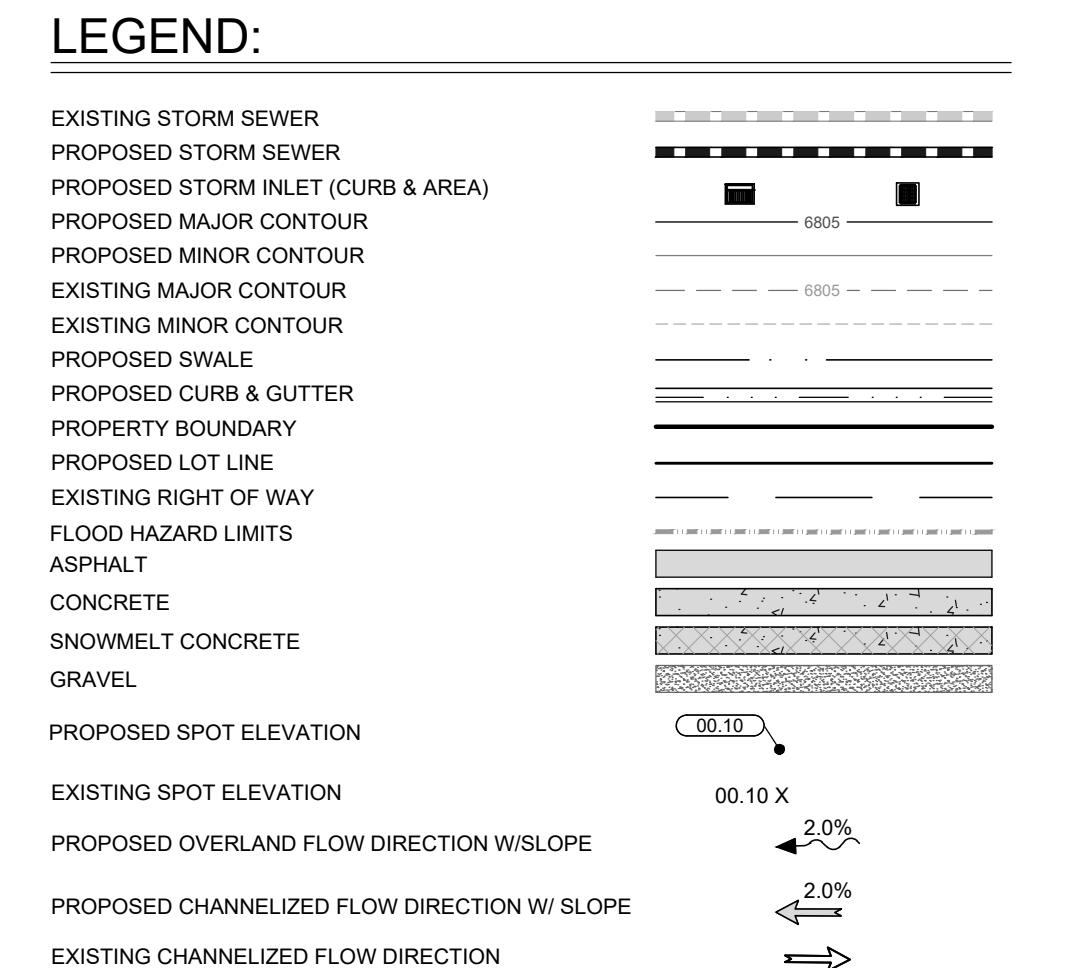 LEGEND:
EXISTING STORM SEWER
PROPOSED STORM SEWER
PROPOSED STORM INLET (CURB & AREA)
PROPOSED MAJOR CONTOUR 6805
PROPOSED MINOR CONTOUR
EXISTING MAJOR CONTOUR 6805
EXISTING MINOR CONTOUR
PROPOSED SWALE
PROPOSED CURB & GUTTER
PROPERTY BOUNDARY
PROPOSED LOT LINE
EXISTING RIGHT OF WAY
FLOOD HAZARD LIMITS
ASPHALT
CONCRETE
SNOWMELT CONCRETE
GRAVEL
PROPOSED SPOT ELEVATION 00.10
EXISTING SPOT ELEVATION 00.10 X
PROPOSED OVERLAND FLOW DIRECTION W/SLOPE 2.0%
PROPOSED CHANNELIZED FLOW DIRECTION W/ SLOPE 2.0%
EXISTING CHANNELIZED FLOW DIRECTION